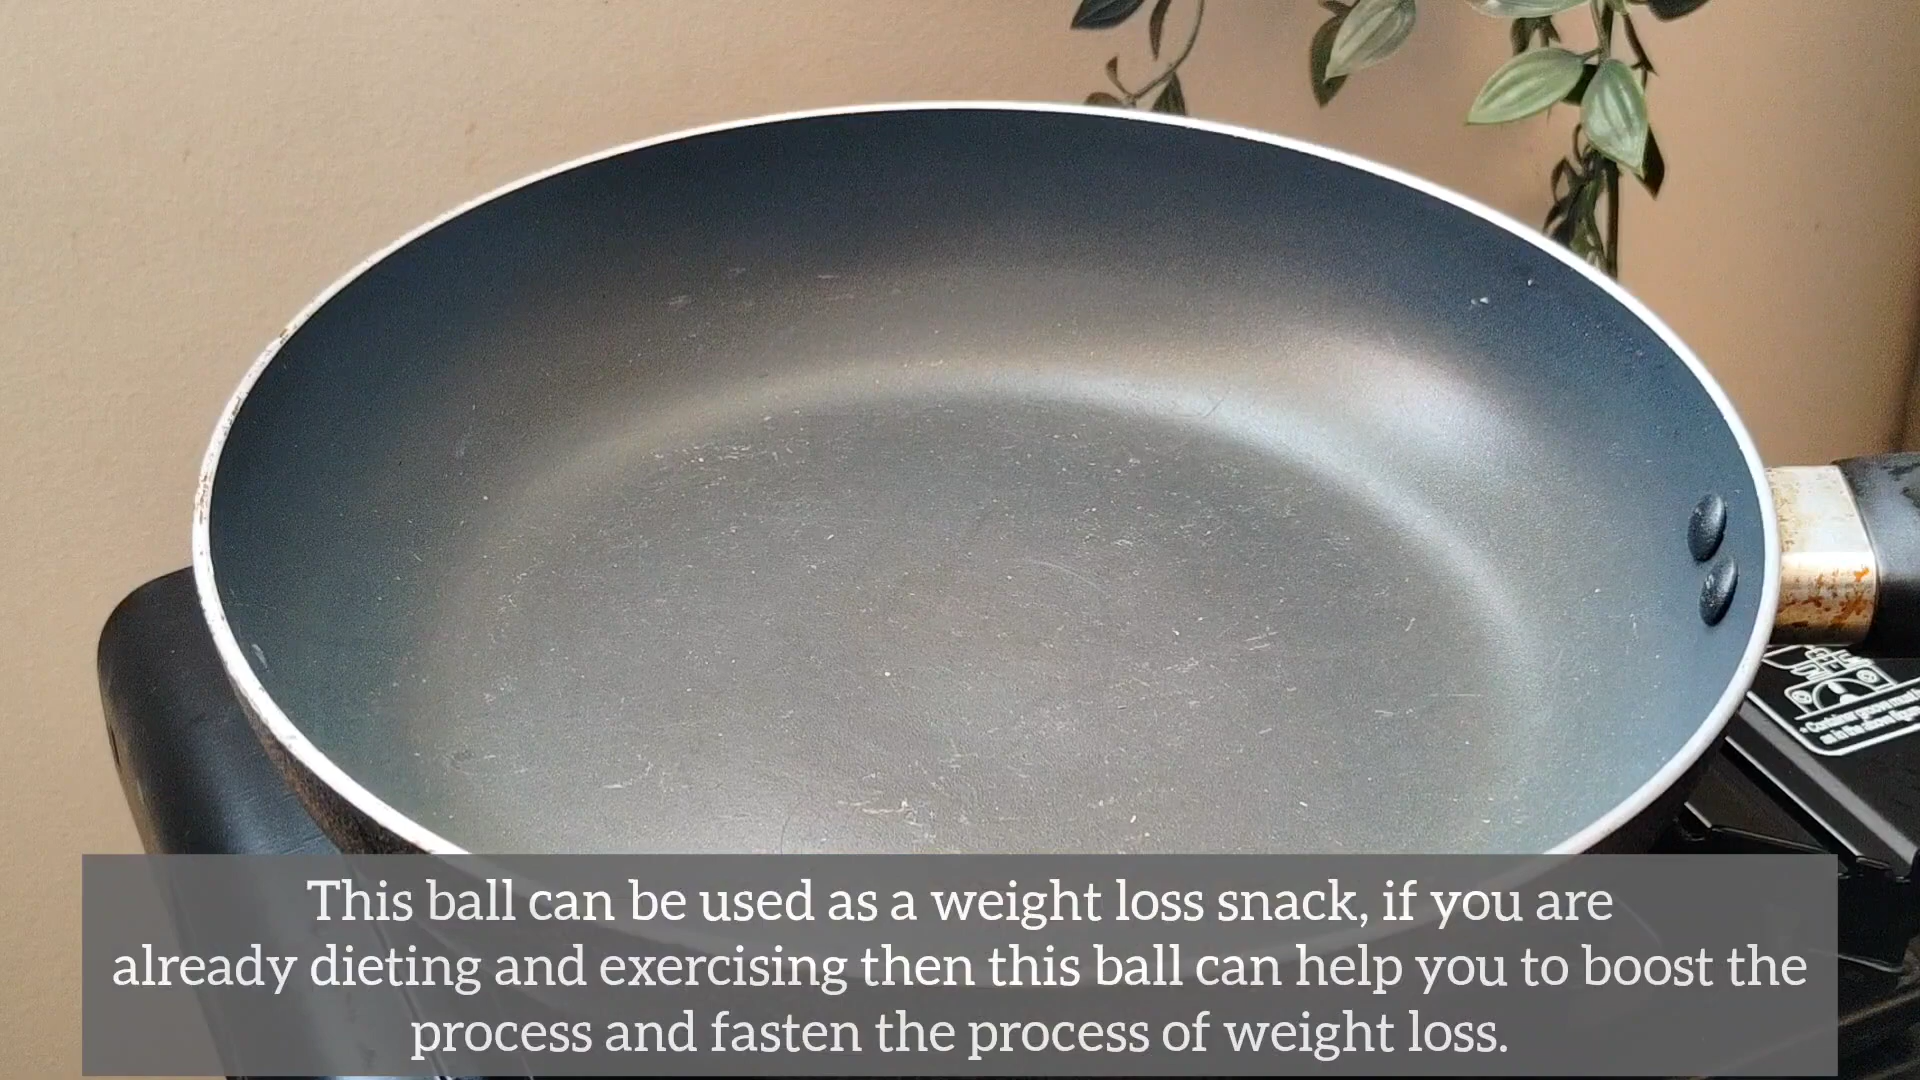 This ball can be used as a weight loss snack, if you are
already dieting and exercising then this ball can help you to boost the
process and fasten the process of weight loss.